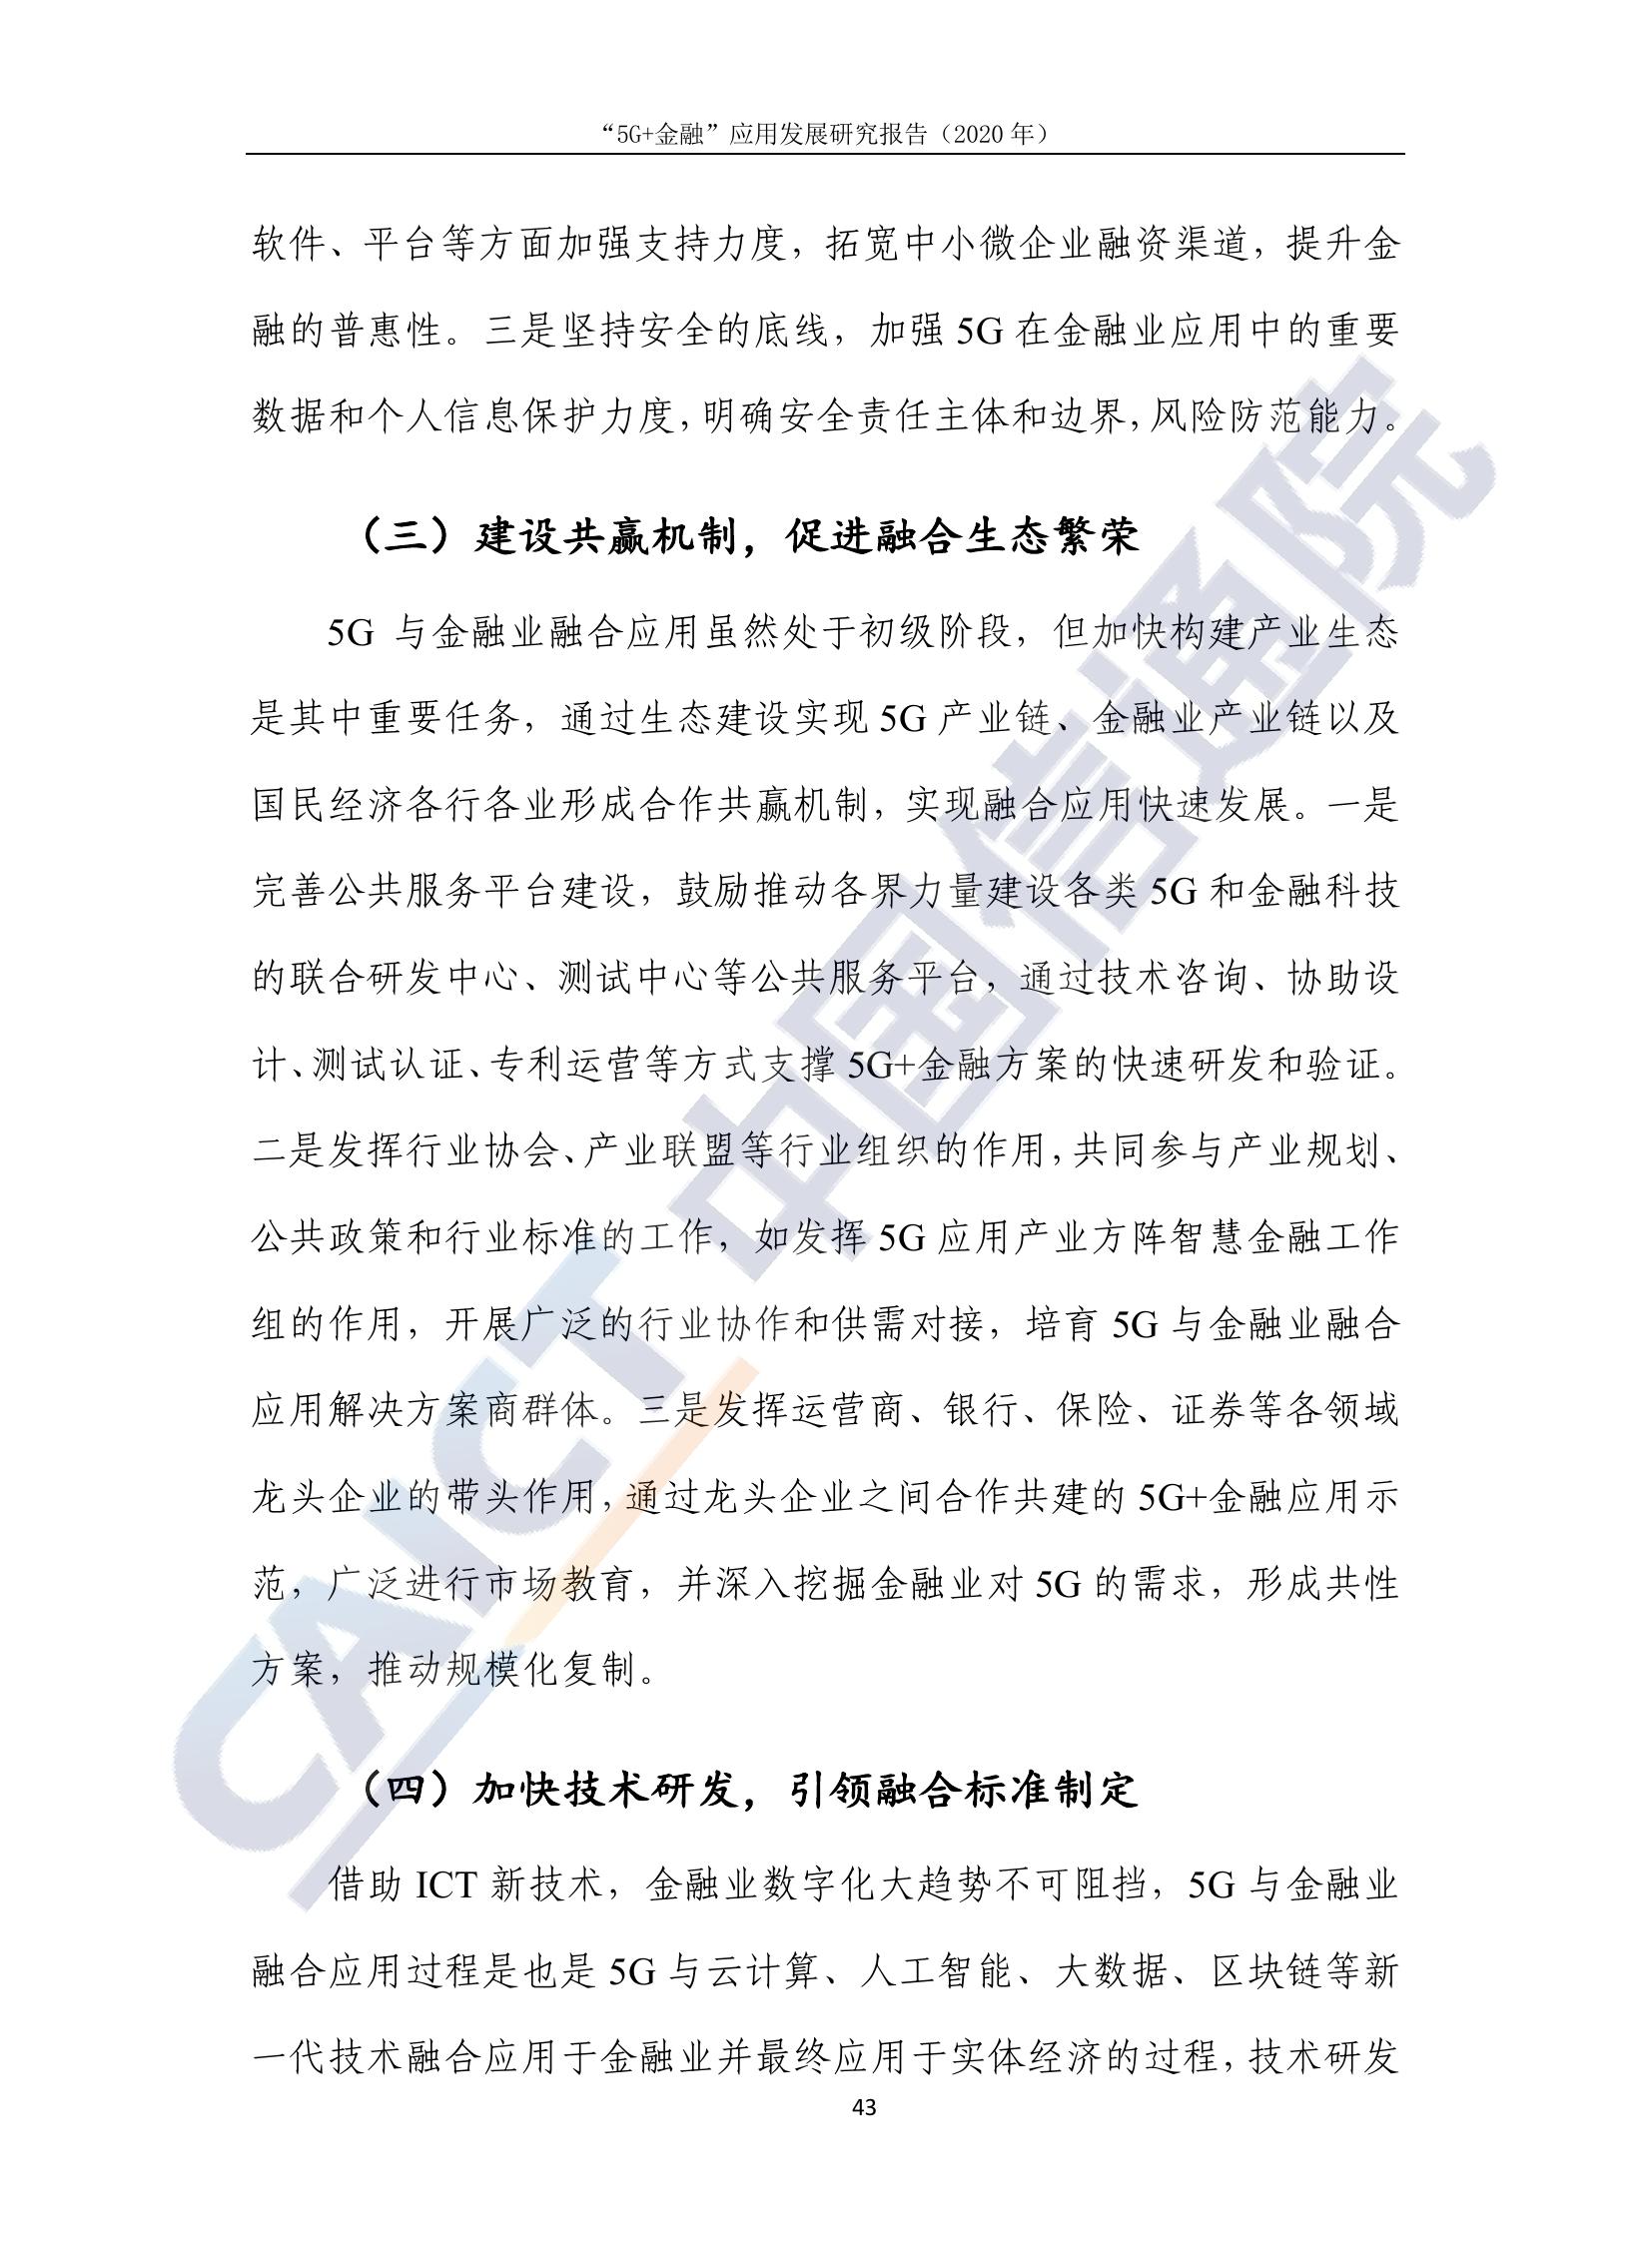 “5G+金融”应用发展研究报告（2020 年）
软件、平台等方面加强支持力度，拓宽中小微企业融资渠道，提升金
融的普惠性。三是坚持安全的底线，加强 5G 在金融业应用中的重要
数据和个人信息保护力度，明确安全责任主体和边界，风险防范能力。
（三）建设共赢机制，促进融合生态繁荣
5G 与金融业融合应用虽然处于初级阶段，但加快构建产业生态
是其中重要任务，通过生态建设实现 5G 产业链、金融业产业链以及
国民经济各行各业形成合作共赢机制，实现融合应用快速发展。一是
完善公共服务平台建设，鼓励推动各界力量建设各类 5G 和金融科技
的联合研发中心、测试中心等公共服务平台，通过技术咨询、协助设
计、测试认证、专利运营等方式支撑 5G+金融方案的快速研发和验证。
二是发挥行业协会、产业联盟等行业组织的作用，共同参与产业规划、
公共政策和行业标准的工作，如发挥 5G 应用产业方阵智慧金融工作
组的作用，开展广泛的行业协作和供需对接，培育 5G 与金融业融合
应用解决方案商群体。三是发挥运营商、银行、保险、证券等各领域
龙头企业的带头作用，通过龙头企业之间合作共建的 5G+金融应用示
范，广泛进行市场教育，并深入挖掘金融业对 5G 的需求，形成共性
方案，推动规模化复制。
（四）加快技术研发，引领融合标准制定
借助 ICT 新技术，金融业数字化大趋势不可阻挡，5G 与金融业
融合应用过程是也是 5G 与云计算、人工智能、大数据、区块链等新
一代技术融合应用于金融业并最终应用于实体经济的过程，技术研发
43
CAICT 中国信通院